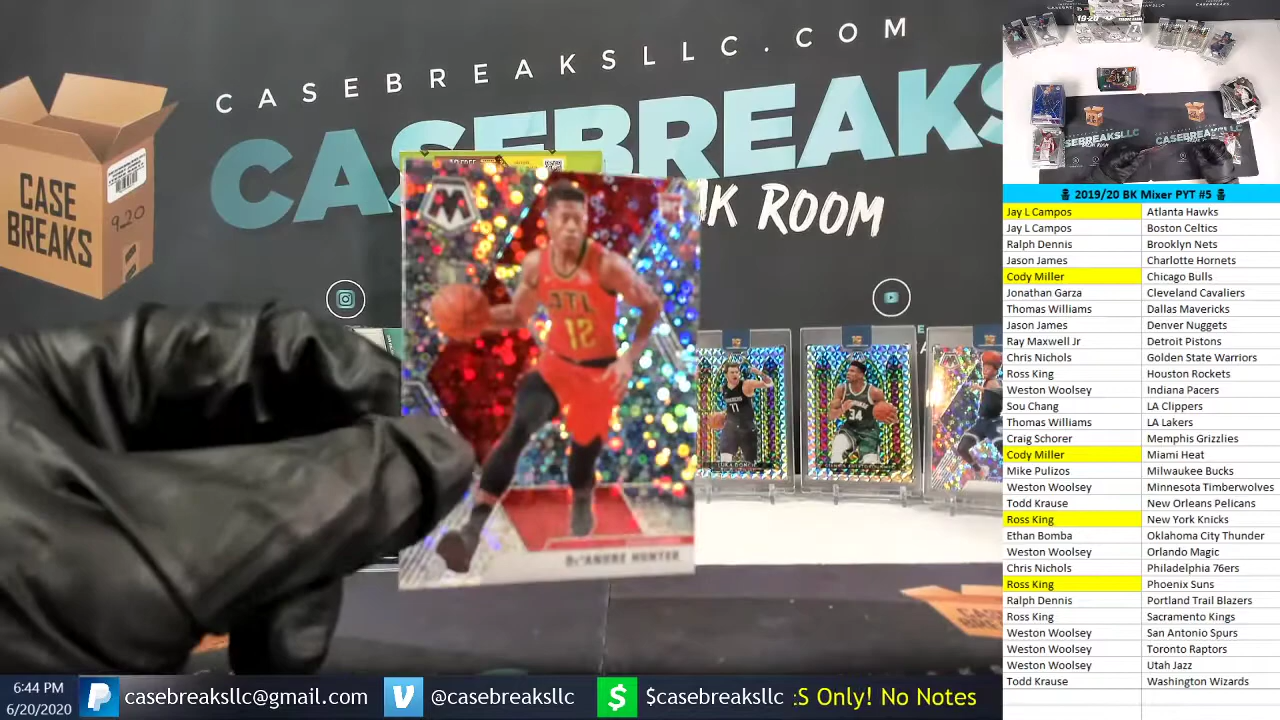 CASEBREAKSLLC.COM
CASEBREAKS
BREAK ROOM
CASE
BREAKS
920
ATL
12
DE'ANDRE HUNTER
77
34
19-20
2019/20 BK Mixer PYT #5
Jay L Campos Atlanta Hawks
Jay L Campos Boston Celtics
Ralph Dennis Brooklyn Nets
Jason James Charlotte Hornets
Cody Miller Chicago Bulls
Jonathan Garza Cleveland Cavaliers
Thomas Williams Dallas Mavericks
Jason James Denver Nuggets
Ray Maxwell Jr Detroit Pistons
Chris Nichols Golden State Warriors
Ross King Houston Rockets
Weston Woolsey Indiana Pacers
Sou Chang LA Clippers
Thomas Williams LA Lakers
Craig Schorer Memphis Grizzlies
Cody Miller Miami Heat
Mike Pulizos Milwaukee Bucks
Weston Woolsey Minnesota Timberwolves
Todd Krause New Orleans Pelicans
Ross King New York Knicks
Ethan Bomba Oklahoma City Thunder
Weston Woolsey Orlando Magic
Chris Nichols Philadelphia 76ers
Ross King Phoenix Suns
Ralph Dennis Portland Trail Blazers
Ross King Sacramento Kings
Weston Woolsey San Antonio Spurs
Weston Woolsey Toronto Raptors
Weston Woolsey Utah Jazz
Todd Krause Washington Wizards
6:44 PM
6/20/2020
casebreaksllc@gmail.com
@casebreaksllc
$casebreaksllc
S Only! No Notes